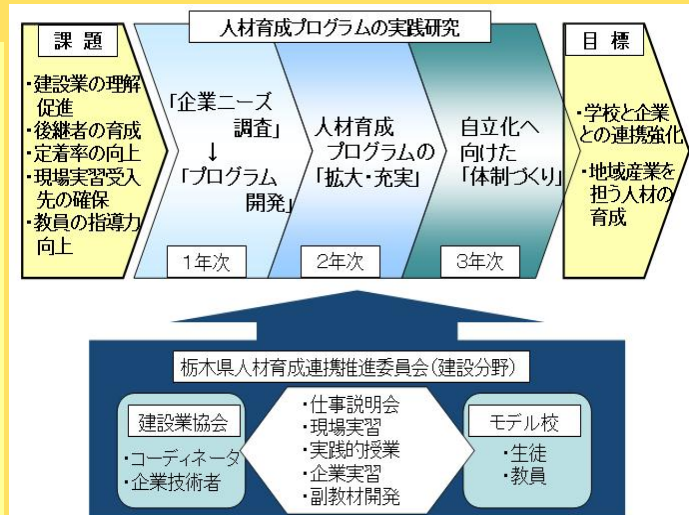 人材育成プログラムの実践研究
課 題
・建設業の理解
促進
・後継者の育成
・定着率の向上
・現場実習受入
先の確保
・教員の指導力
向上
「企業ニーズ
調査」
↓
「プログラム
開発」
1年次
人材育成
プログラムの
「拡大・充実」
2年次
自立化へ
向けた
「体制づくり」
3年次
目 標
・学校と企業
との連携強化
・地域産業を
担う人材の
育成
栃木県人材育成連携推進委員会(建設分野)
建設業協会
・コーディネータ
・企業技術者
・仕事説明会
・現場実習
・実践的授業
・企業実習
・副教材開発
モデル校
・生徒
・教員